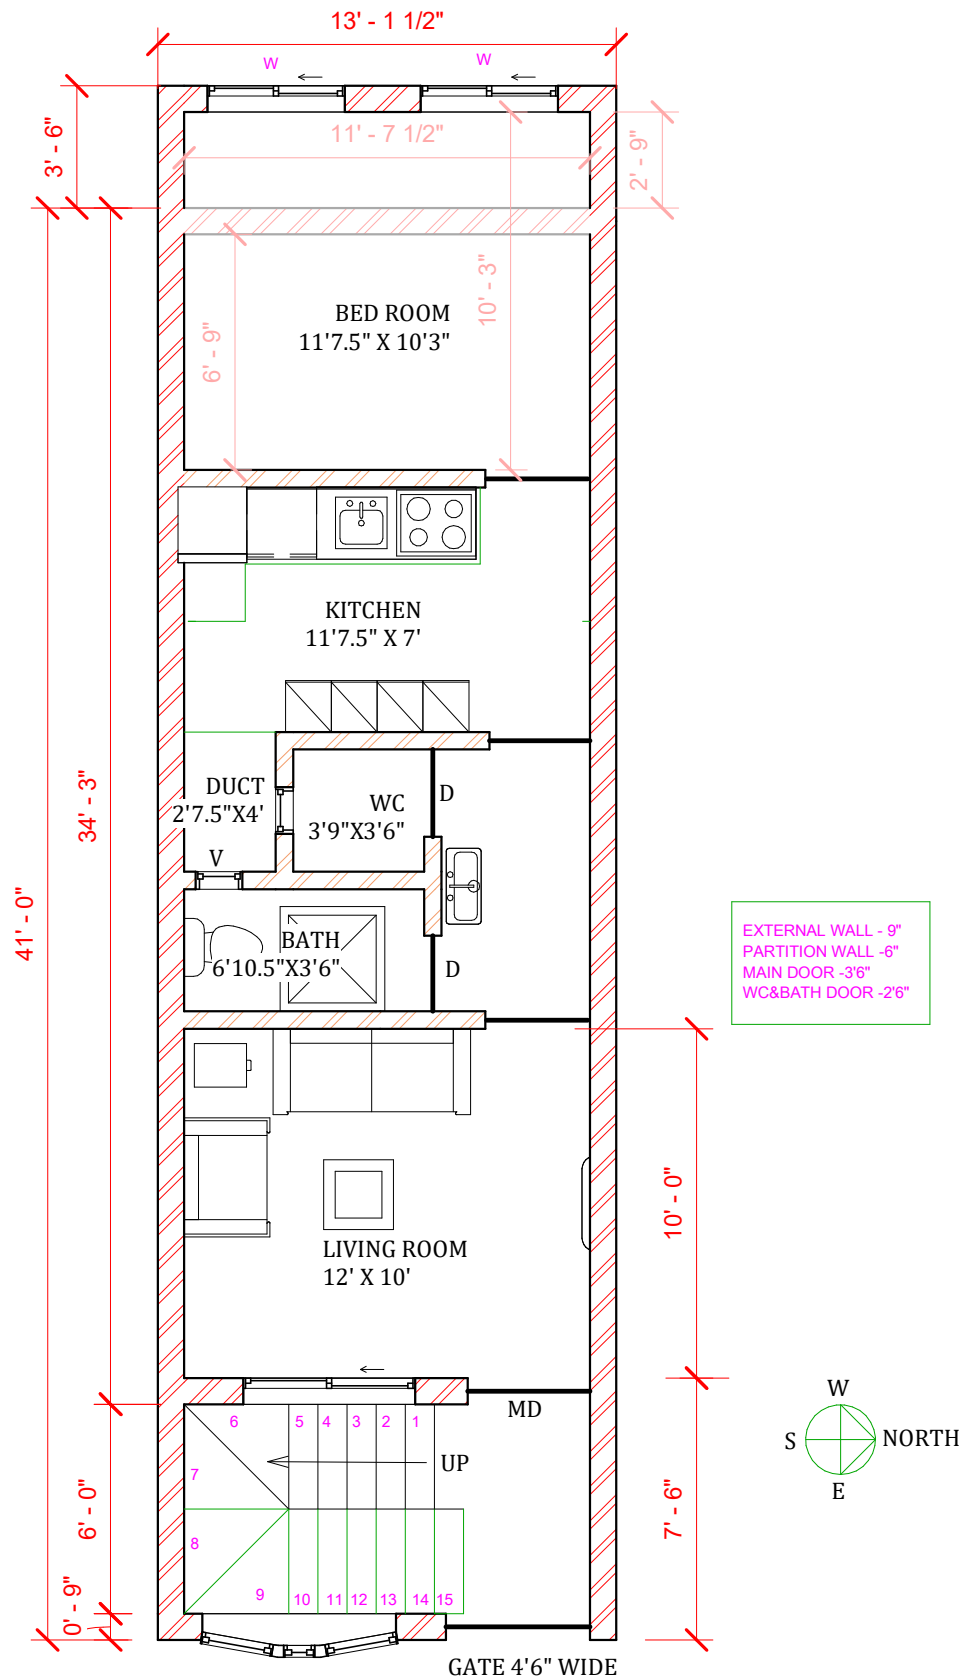 13' - 1 1/2"
W
W
3' - 6"
11' - 7 1/2"
2' - 9"
10' - 3"
6' - 9"
BED ROOM
11'7.5" X 10'3"
KITCHEN
11'7.5" X 7'
34' - 3"
41' - 0"
DUCT
2'7.5"X4'
WC
3'9"X3'6"
D
V
BATH
6'10.5"X3'6"
D
EXTERNAL WALL - 9"
PARTITION WALL -6"
MAIN DOOR -3'6"
WC&BATH DOOR -2'6"
10' - 0"
LIVING ROOM
12' X 10'
MD
6
5
4
3
2
1
UP
7
8
9
10
11
12
13
14
15
6' - 0"
0' - 9"
7' - 6"
W
S
NORTH
E
GATE 4'6" WIDE